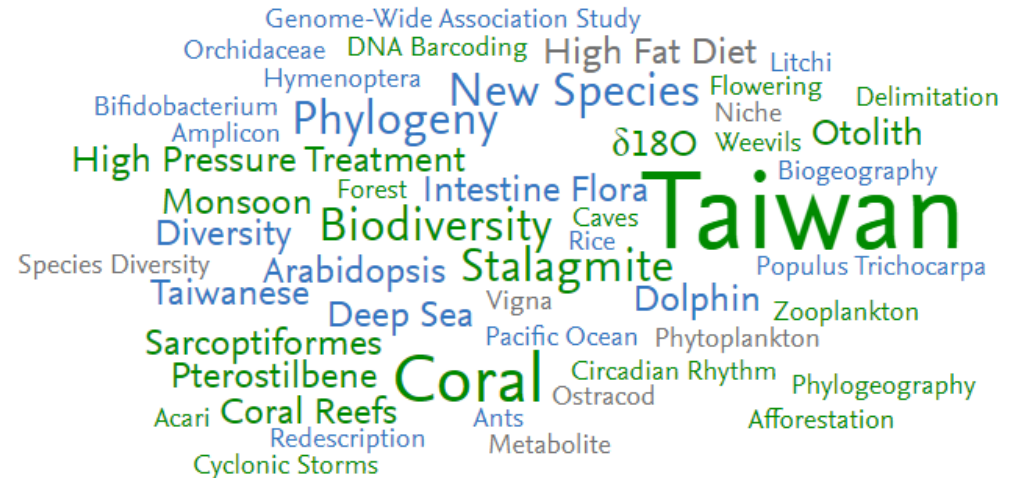 Genome-Wide Association Study
Orchidaceae DNA Barcoding High Fat Diet Litchi
Hymenoptera New Species Flowering Delimitation
Bifidobacterium Phylogeny Niche
Amplicon δ18O Weevils Otolith
High Pressure Treatment Biogeography
Monsoon Forest Intestine Flora Taiwan
Diversity Biodiversity Caves
Rice
Species Diversity Arabidopsis Stalagmite Populus Trichocarpa
Taiwanese Deep Sea Vigna Dolphin Zooplankton
Sarcoptiformes Pacific Ocean Phytoplankton
Pterostilbene Coral Circadian Rhythm Phylogeography
Ostracod
Acari Coral Reefs Ants Afforestation
Redescription Metabolite
Cyclonic Storms